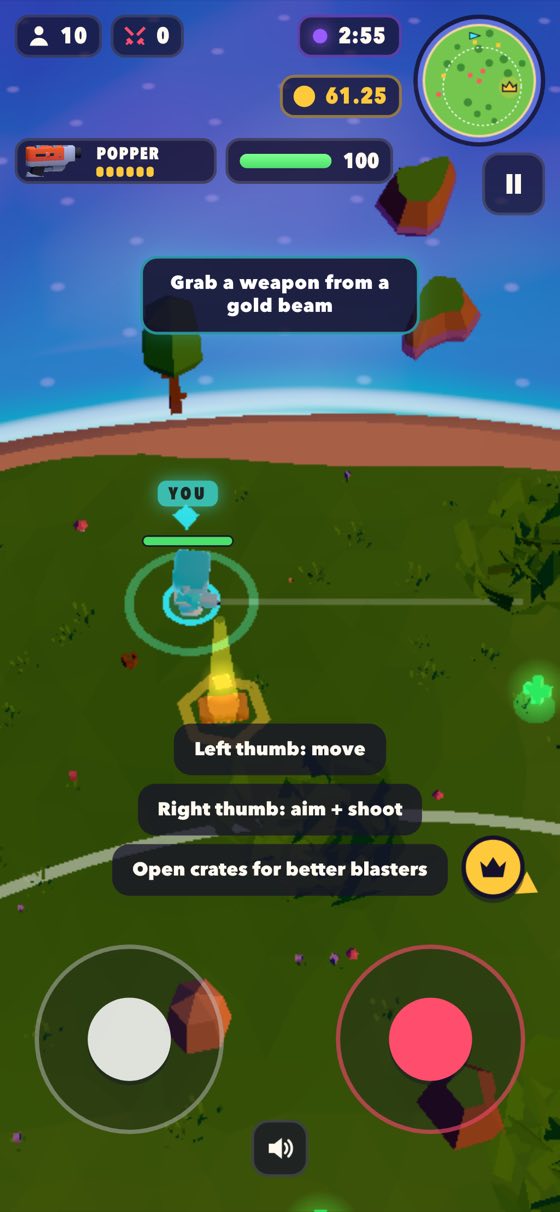 10
0
2:55
61.25
POPPER
100
Grab a weapon from a
gold beam
YOU
Left thumb: move
Right thumb: aim + shoot
Open crates for better blasters